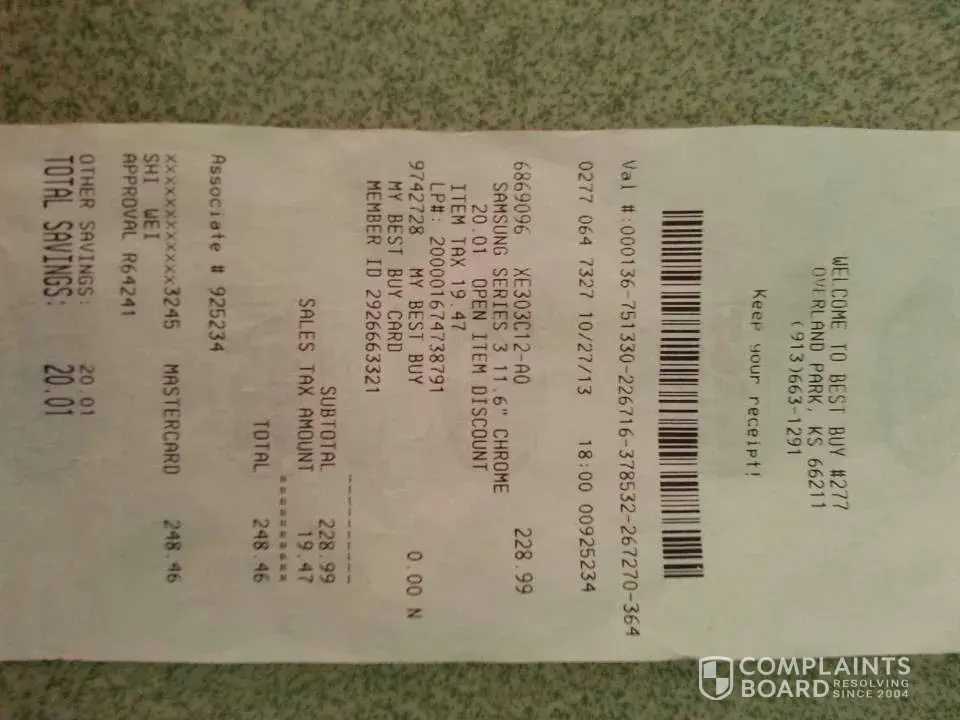 WELCOME TO BEST BUY #277
OVERLAND PARK, KS 66211
(913)663-1291
Keep your receipt!
Val #:000136-751330-226716-378532-267270-364
0277 064 7327 10/27/13 18:00 00925234
6869096 XE303C12-A0 228.99
SAMSUNG SERIES 3 11.6" CHROME
20.01 OPEN ITEM DISCOUNT
ITEM TAX 19.47
LP#: 200001674738791
9742728 MY BEST BUY 0.00 N
MY BEST BUY CARD
MEMBER ID 2926663321
SUBTOTAL 228.99
SALES TAX AMOUNT 19.47
TOTAL 248.46
Associate # 925234
xxxxxxxxxxxx3245 MASTERCARD 248.46
SHI WEI
APPROVAL R64241
OTHER SAVINGS: 20.01
TOTAL SAVINGS: 20.01
COMPLAINTS
BOARD RESOLVING
SINCE 2004